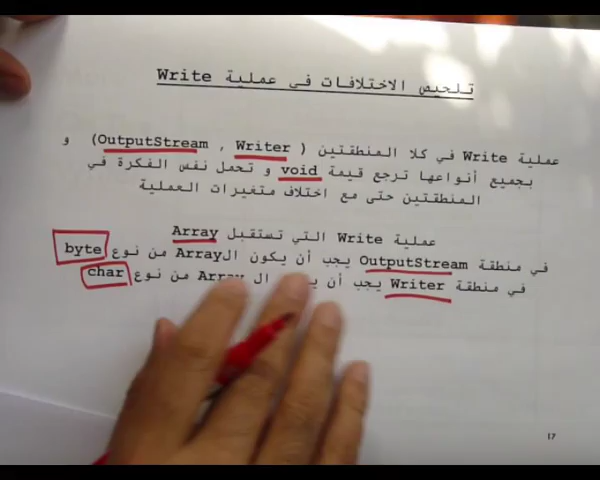 تلخيص الاختلافات في عملية Write
عملية Write في كلا المنطقتين ( OutputStream , Writer) و
بجميع أنواعها ترجع قيمة void و تحمل نفس الفكرة في
المنطقتين حتى مع اختلاف متغيرات العملية
عملية Write التي تستقبل Array
في منطقة OutputStream يجب أن يكون الArray من نوع byte
في منطقة Writer يجب أن ال Array من نوع char
17